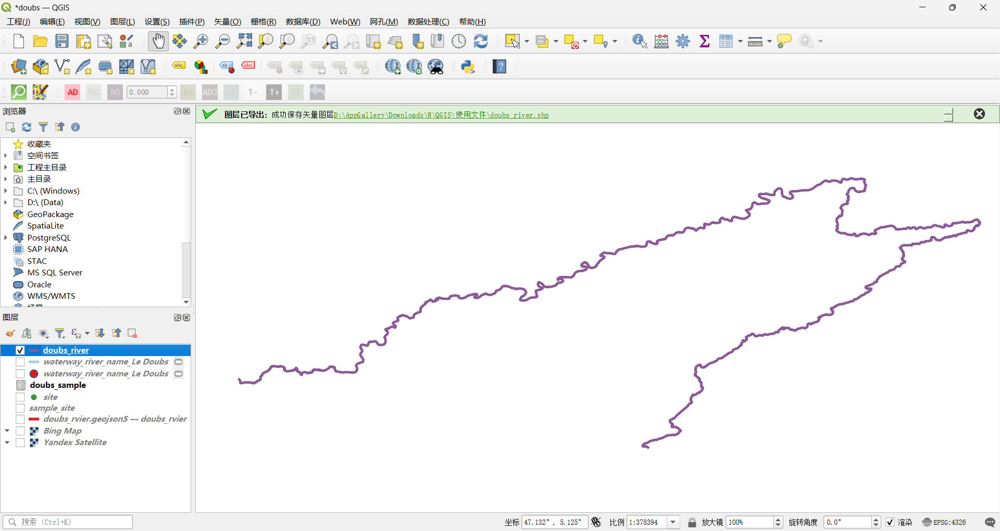 *doubs — QGIS
工程(J) 编辑(E) 视图(V) 图层(L) 设置(S) 插件(P) 矢量(O) 栅格(R) 数据库(D) Web(W) 网孔(M) 数据处理(C) 帮助(H)
AD MO RO 0.000 SC ADJ T- T+
浏览器
图层已导出：成功保存矢量图层D:\AppGallery\Downloads\R\QGIS\使用文件\doubs_river.shp
收藏夹
空间书签
工程主目录
主目录
C:\ (Windows)
D:\ (Data)
GeoPackage
SpatiaLite
PostgreSQL
SAP HANA
STAC
MS SQL Server
Oracle
WMS/WMTS
图层
doubs_river
waterway_river_name_Le Doubs
waterway_river_name_Le Doubs
doubs_sample
site
sample_site
doubs_rvier.geojsonS — doubs_rvier
Bing Map
Yandex Satellite
搜索 (Ctrl+K) 坐标 47.132° , 5.125° 比例 1:378394 放大镜 100% 旋转角度 0.0° 渲染 EPSG:4326